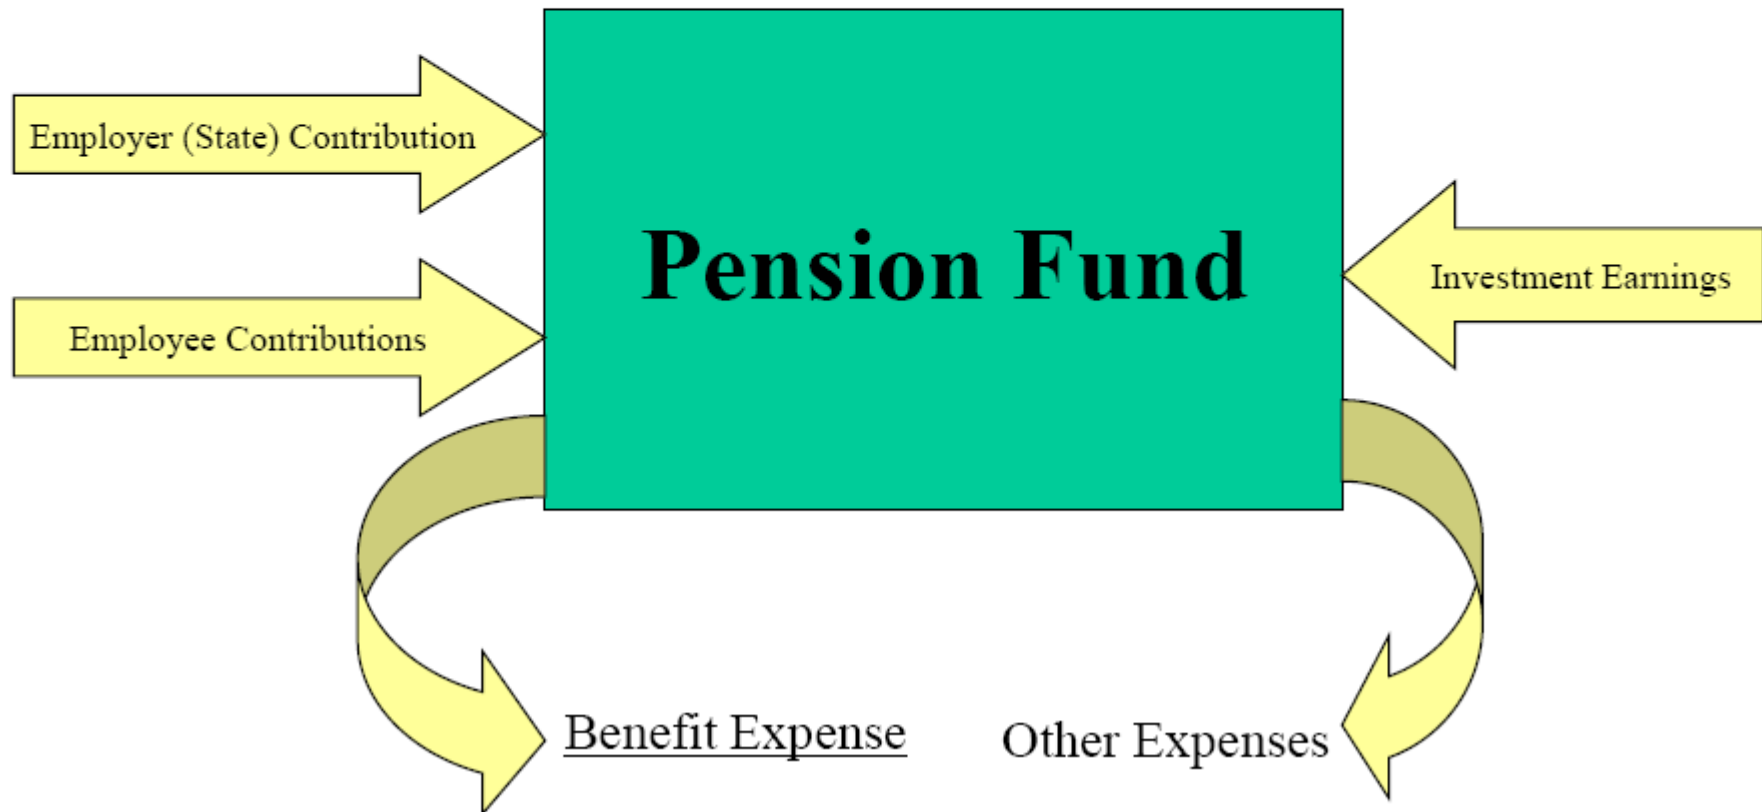 Employer (State) Contribution
Pension Fund
Investment Earnings
Employee Contributions
Benefit Expense
Other Expenses